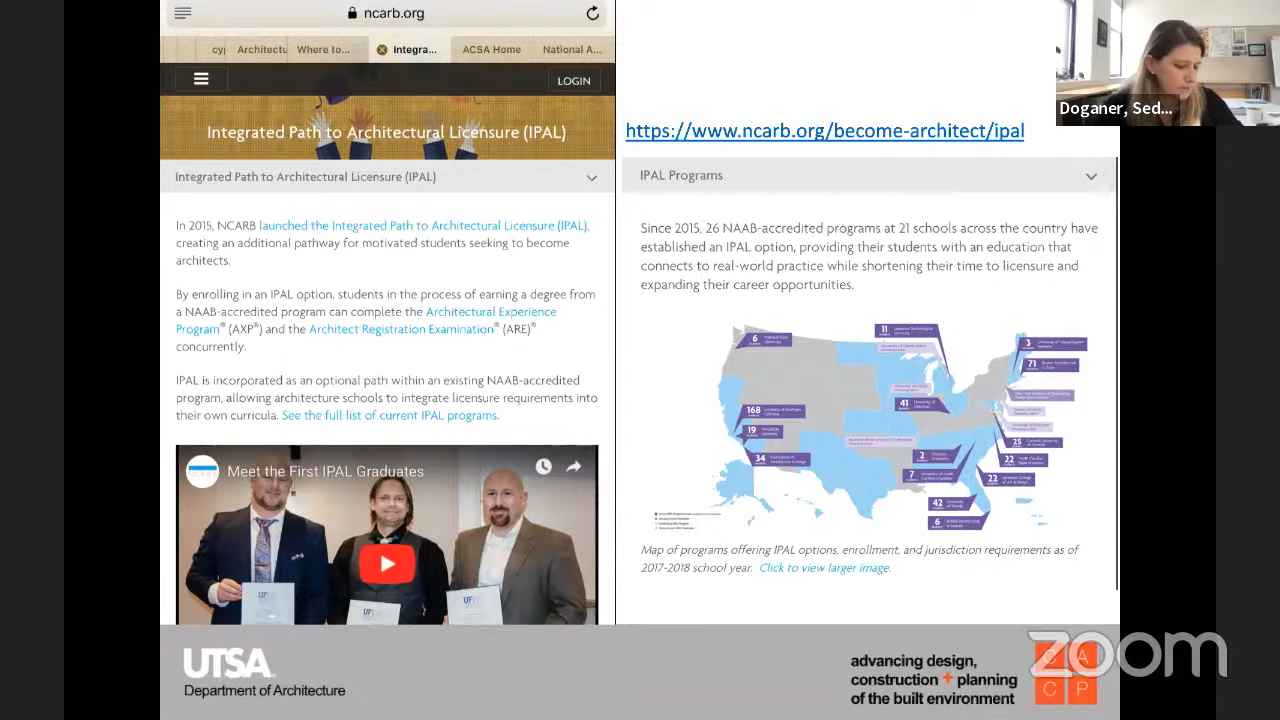 ncarb.org
cyp
Architectu
Where to...
Integra...
ACSA Home
National A...
LOGIN
Integrated Path to Architectural Licensure (IPAL)
Integrated Path to Architectural Licensure (IPAL)
In 2015, NCARB launched the Integrated Path to Architectural Licensure (IPAL),
creating an additional pathway for motivated students seeking to become
architects.
By enrolling in an IPAL option, students in the process of earning a degree from
a NAAB-accredited program can complete the Architectural Experience
Program® (AXP®) and the Architect Registration Examination® (ARE)®
concurrently.
IPAL is incorporated as an optional path within an existing NAAB-accredited
program, allowing architecture schools to integrate licensure requirements into
their own curricula. See the full list of current IPAL programs.
Meet the First IPAL Graduates
UF
UF
UF
https://www.ncarb.org/become-architect/ipal
IPAL Programs
Since 2015, 26 NAAB-accredited programs at 21 schools across the country have
established an IPAL option, providing their students with an education that
connects to real-world practice while shortening their time to licensure and
expanding their career opportunities.
6
11
3
71
168
41
19
34
2
7
25
22
22
42
6
Map of programs offering IPAL options, enrollment, and jurisdiction requirements as of
2017-2018 school year. Click to view larger image.
Doganer, Sed...
UTSA
Department of Architecture
advancing design,
construction + planning
of the built environment
C A
C P
zoom